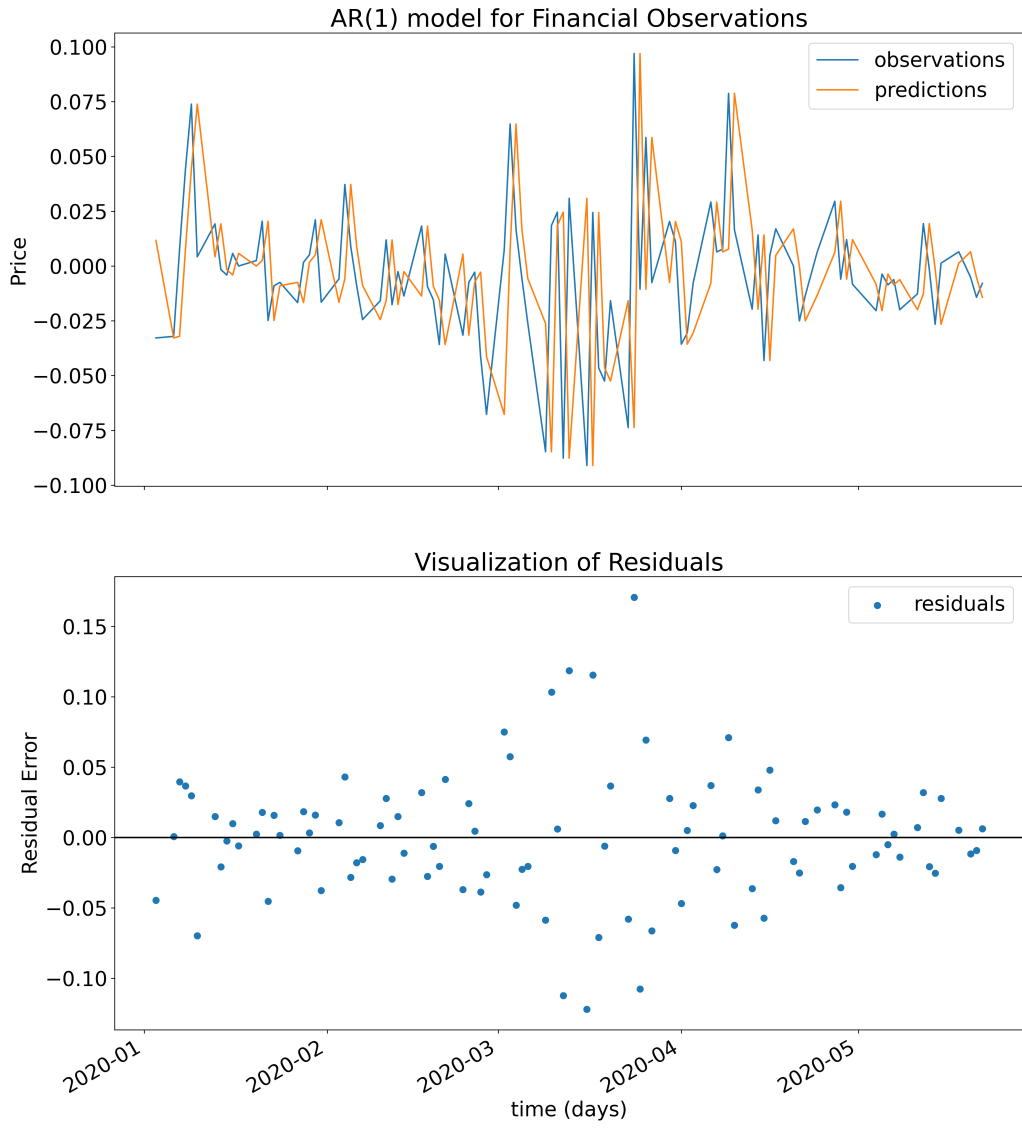 AR(1) model for Financial Observations
0.100
0.075
0.050
0.025
0.000
−0.025
−0.050
−0.075
−0.100
Price
observations
predictions
Visualization of Residuals
0.15
0.10
0.05
0.00
−0.05
−0.10
Residual Error
residuals
2020-01
2020-02
2020-03
2020-04
2020-05
time (days)